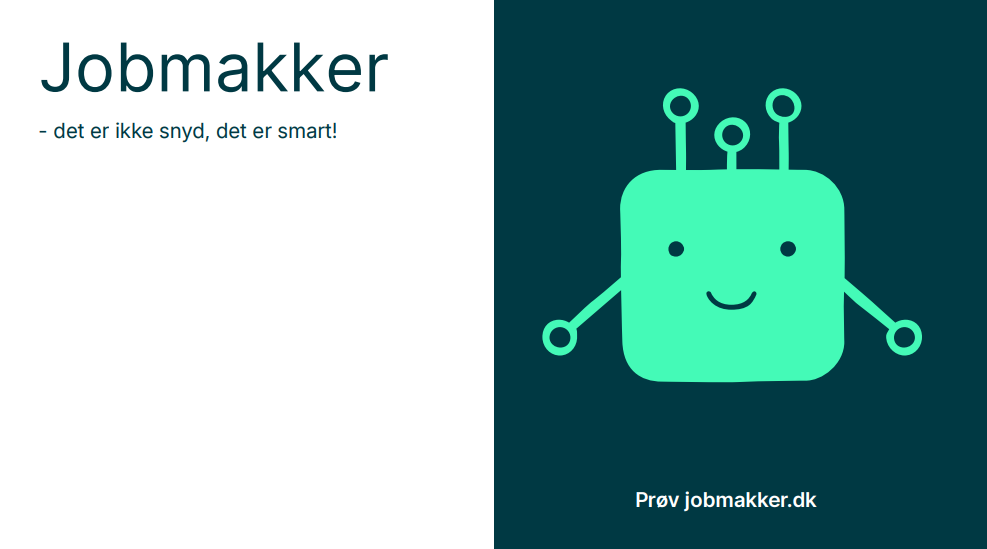 Jobmakker
- det er ikke snyd, det er smart!
Prøv jobmakker.dk